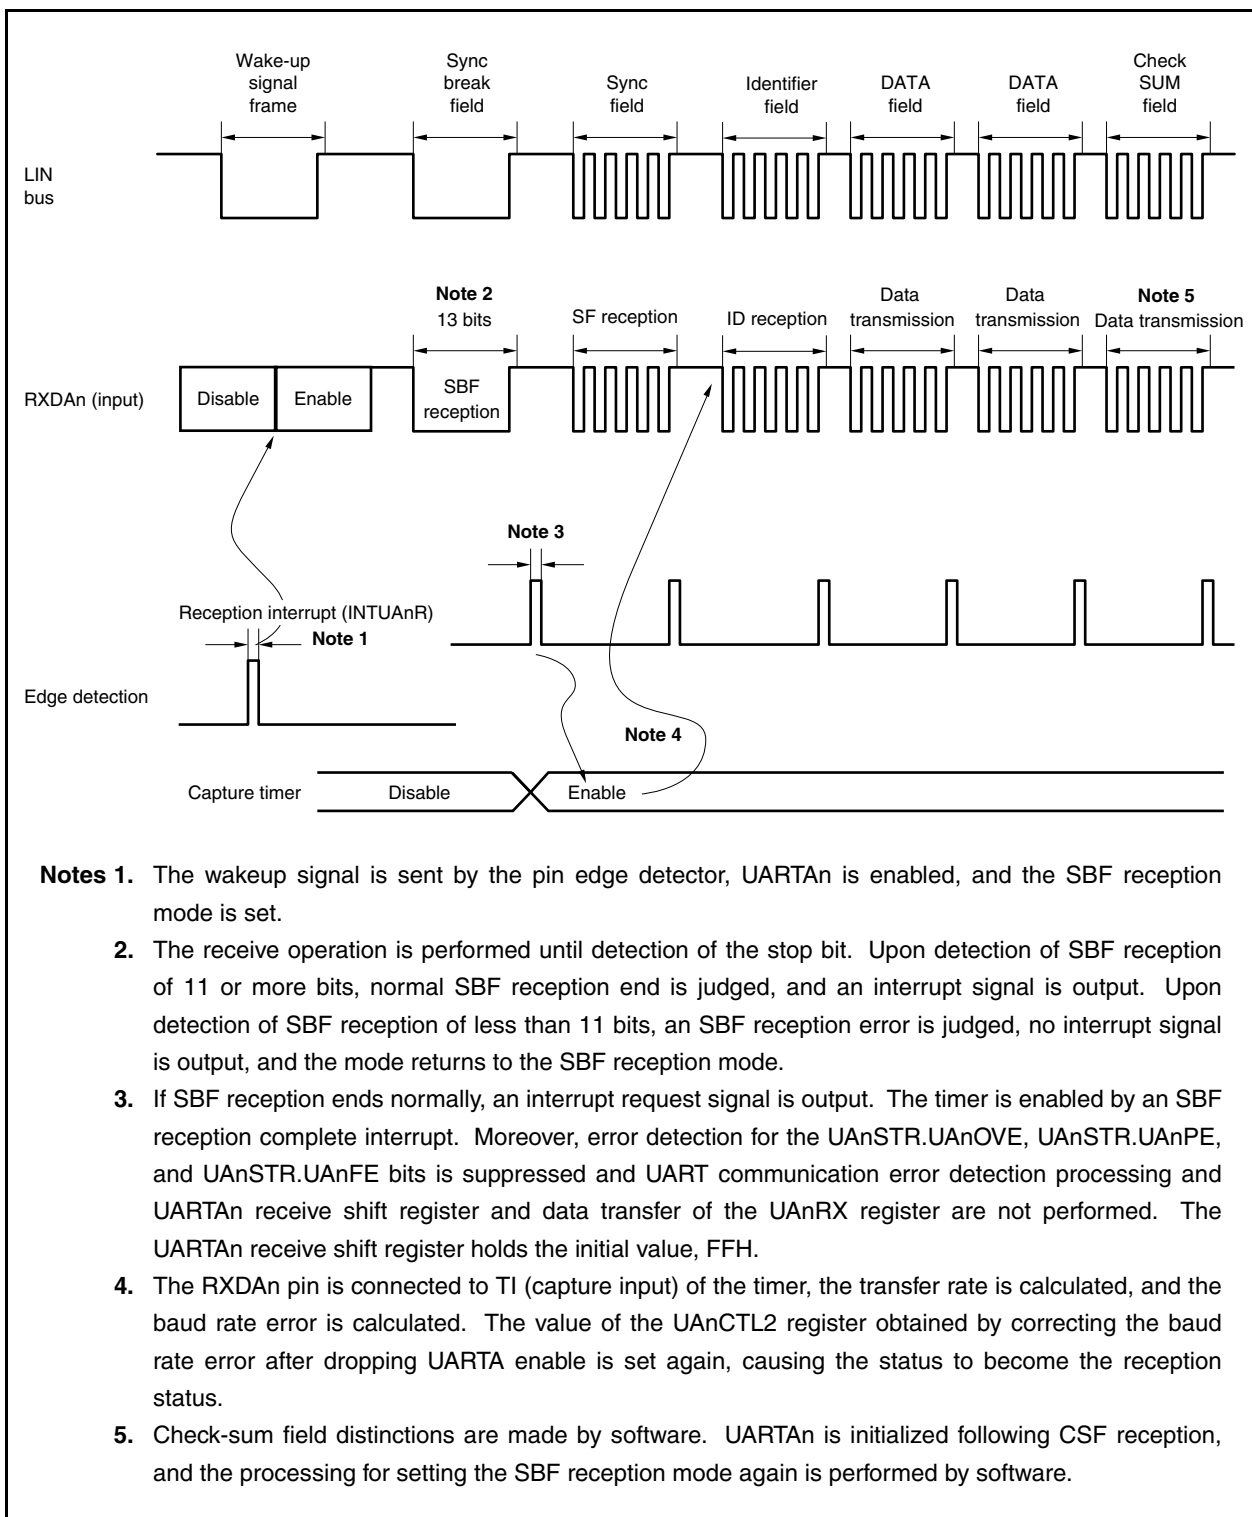 Wake-up
signal
frame
Sync
break
field
Sync
field
Identifier
field
DATA
field
DATA
field
Check
SUM
field
LIN
bus
Note 2
13 bits
SF reception
ID reception
Data
transmission
Data
transmission
Note 5
Data transmission
RXDAn (input)
Disable
Enable
SBF
reception
Note 3
Reception interrupt (INTUAnR)
Note 1
Edge detection
Note 4
Capture timer
Disable
Enable
Notes 1. The wakeup signal is sent by the pin edge detector, UARTAn is enabled, and the SBF reception
mode is set.
2. The receive operation is performed until detection of the stop bit. Upon detection of SBF reception
of 11 or more bits, normal SBF reception end is judged, and an interrupt signal is output. Upon
detection of SBF reception of less than 11 bits, an SBF reception error is judged, no interrupt signal
is output, and the mode returns to the SBF reception mode.
3. If SBF reception ends normally, an interrupt request signal is output. The timer is enabled by an SBF
reception complete interrupt. Moreover, error detection for the UAnSTR.UAnOVE, UAnSTR.UAnPE,
and UAnSTR.UAnFE bits is suppressed and UART communication error detection processing and
UARTAn receive shift register and data transfer of the UAnRX register are not performed. The
UARTAn receive shift register holds the initial value, FFH.
4. The RXDAn pin is connected to TI (capture input) of the timer, the transfer rate is calculated, and the
baud rate error is calculated. The value of the UAnCTL2 register obtained by correcting the baud
rate error after dropping UARTA enable is set again, causing the status to become the reception
status.
5. Check-sum field distinctions are made by software. UARTAn is initialized following CSF reception,
and the processing for setting the SBF reception mode again is performed by software.